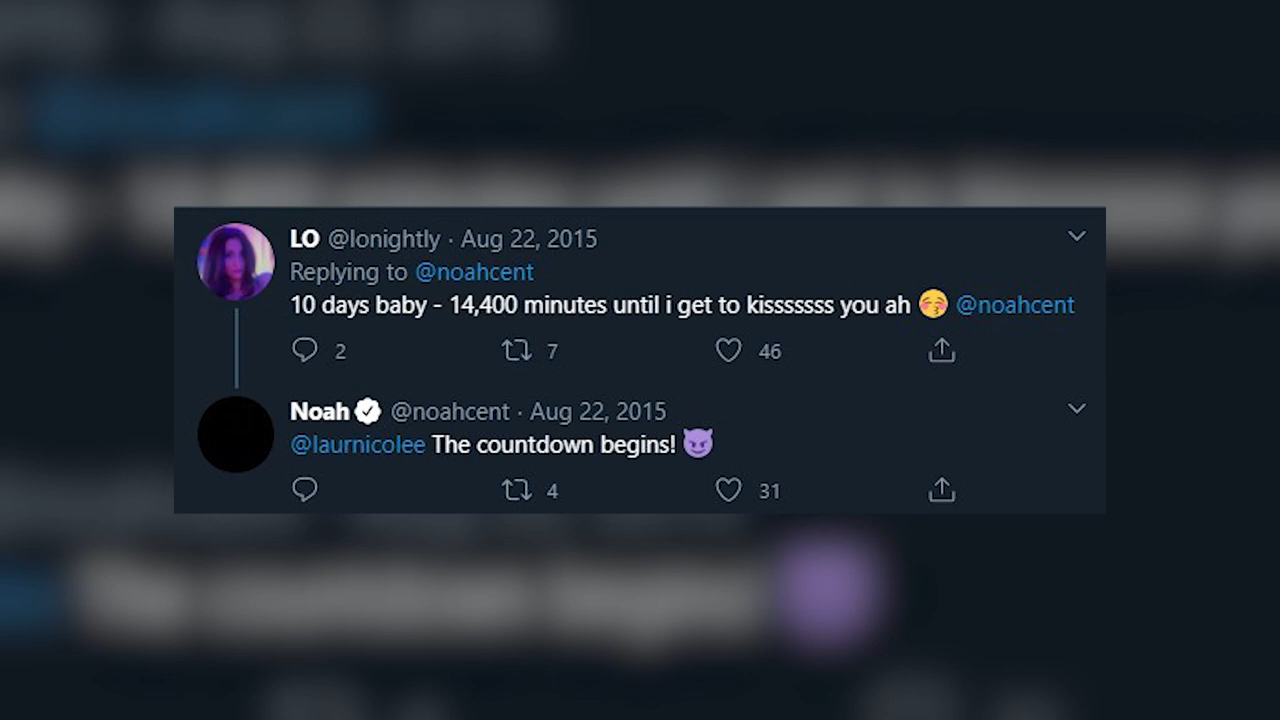 LO @lonightly · Aug 22, 2015
Replying to @noahcent
10 days baby - 14,400 minutes until i get to kisssssss you ah 😚 @noahcent
2 7 46
Noah @noahcent · Aug 22, 2015
@laurnicolee The countdown begins! 😈
4 31